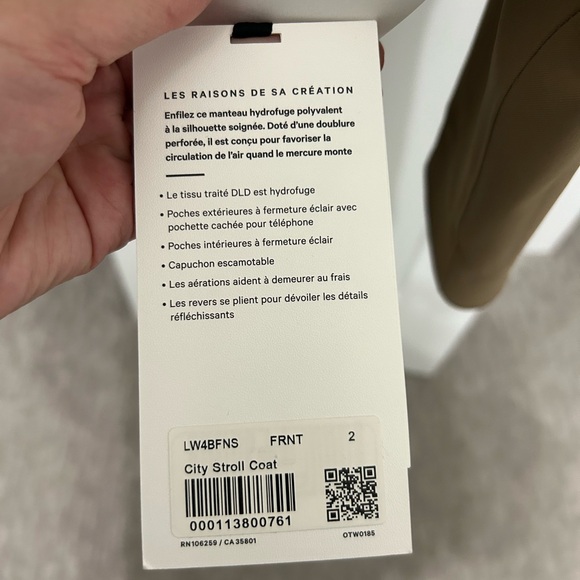 LES RAISONS DE SA CRÉATION
Enfilez ce manteau hydrofuge polyvalent
à la silhouette soignée. Doté d'une doublure
perforée, il est conçu pour favoriser la
circulation de l'air quand le mercure monte
• Le tissu traité DLD est hydrofuge
• Poches extérieures à fermeture éclair avec
pochette cachée pour téléphone
• Poches intérieures à fermeture éclair
• Capuchon escamotable
• Les aérations aident à demeurer au frais
• Les revers se plient pour dévoiler les détails
réfléchissants
LW4BFNS FRNT 2
City Stroll Coat
000113800761
RN106259 / CA35801 OTW0185